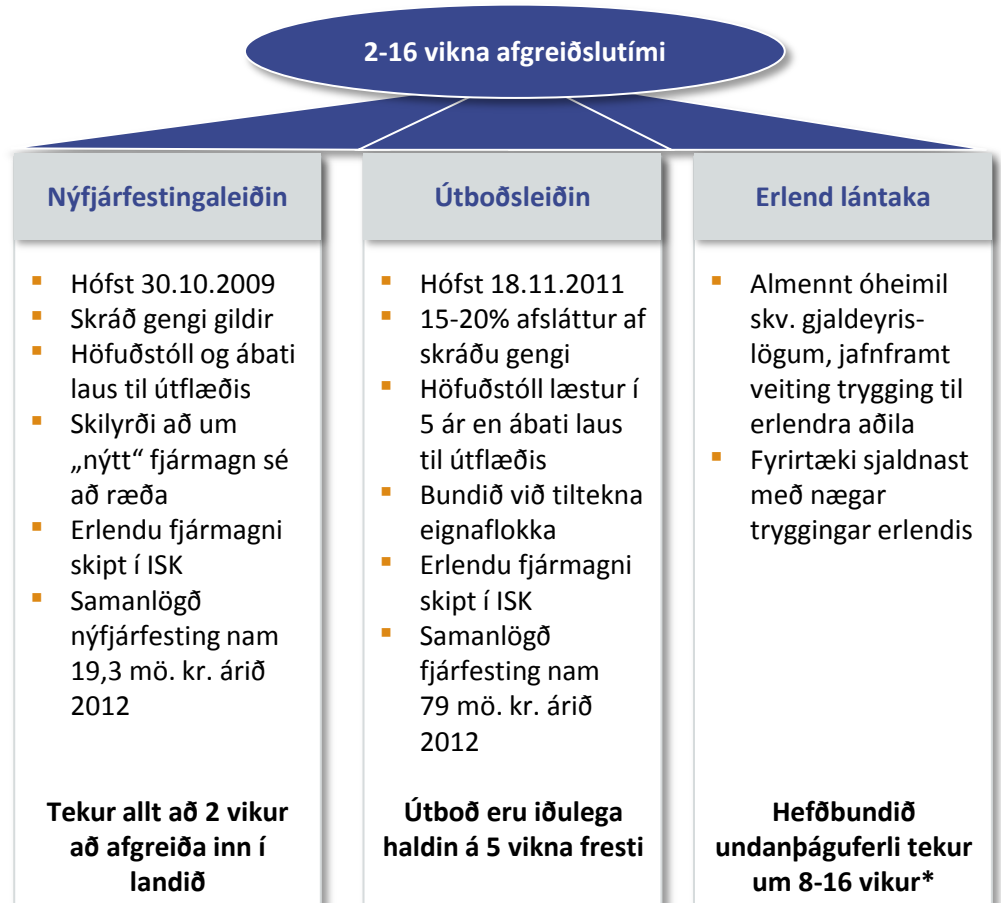 2-16 vikna afgreiðslutími
Nýfjárfestingaleiðin
Hófst 30.10.2009
Skráð gengi gildir
Höfuðstóll og ábati
laus til útflæðis
Skilyrði að um
„nýtt“ fjármagn sé
að ræða
Erlendu fjármagni
skipt í ISK
Samanlögð
nýfjárfesting nam
19,3 mö. kr. árið
2012
Tekur allt að 2 vikur
að afgreiða inn í
landið
Útboðsleiðin
Hófst 18.11.2011
15-20% afsláttur af
skráðu gengi
Höfuðstóll læstur í
5 ár en ábati laus
til útflæðis
Bundið við tiltekna
eignaflokka
Erlendu fjármagni
skipt í ISK
Samanlögð
fjárfesting nam
79 mö. kr. árið
2012
Útboð eru iðulega
haldin á 5 vikna fresti
Erlend lántaka
Almennt óheimil
skv. gjaldeyris-
lögum, jafnframt
veiting trygging til
erlendra aðila
Fyrirtæki sjaldnast
með nægar
tryggingar erlendis
Hefðbundið
undanþáguferli tekur
um 8-16 vikur*